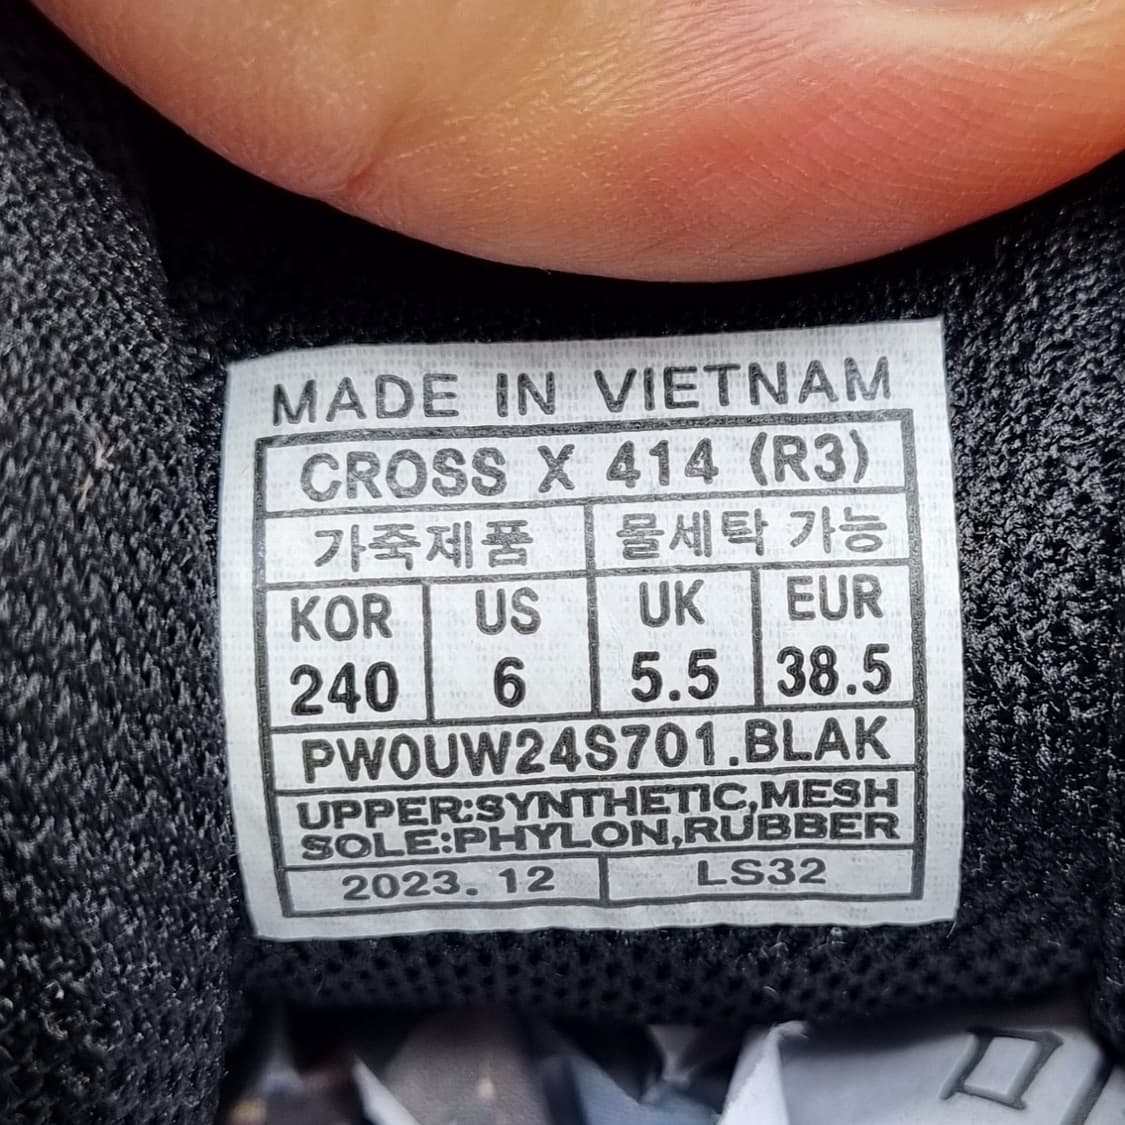 MADE IN VIETNAM
CROSS X 414 (R3)
가죽제품 물세탁 가능
KOR US UK EUR
240 6 5.5 38.5
PWOUW24S701.BLAK
UPPER:SYNTHETIC,MESH
SOLE:PHYLON,RUBBER
2023.12 LS32